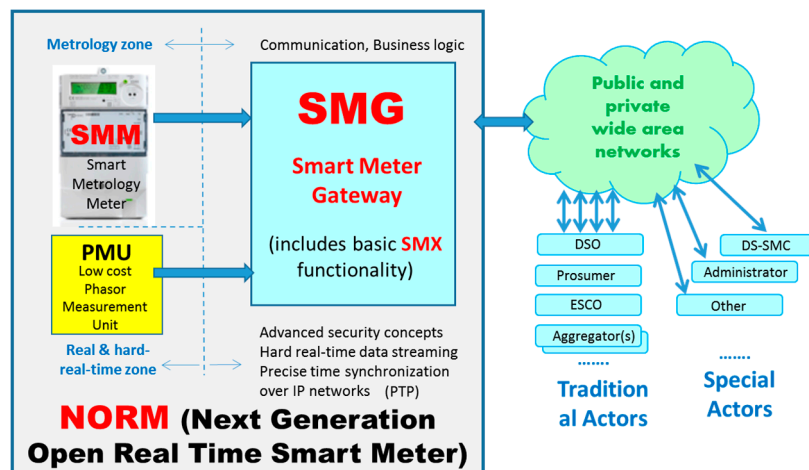 Metrology zone
Communication, Business logic
SMM
Smart
Metrology
Meter
SMG
Smart Meter
Gateway
(includes basic SMX
functionality)
PMU
Low cost
Phasor
Measurement
Unit
Real & hard-
real-time zone
Advanced security concepts
Hard real-time data streaming
Precise time synchronization
over IP networks (PTP)
NORM (Next Generation
Open Real Time Smart Meter)
Public and
private
wide area
networks
DSO
Prosumer
ESCO
Aggregator(s)
.......
Tradition
al Actors
DS-SMC
Administrator
Other
.......
Special
Actors